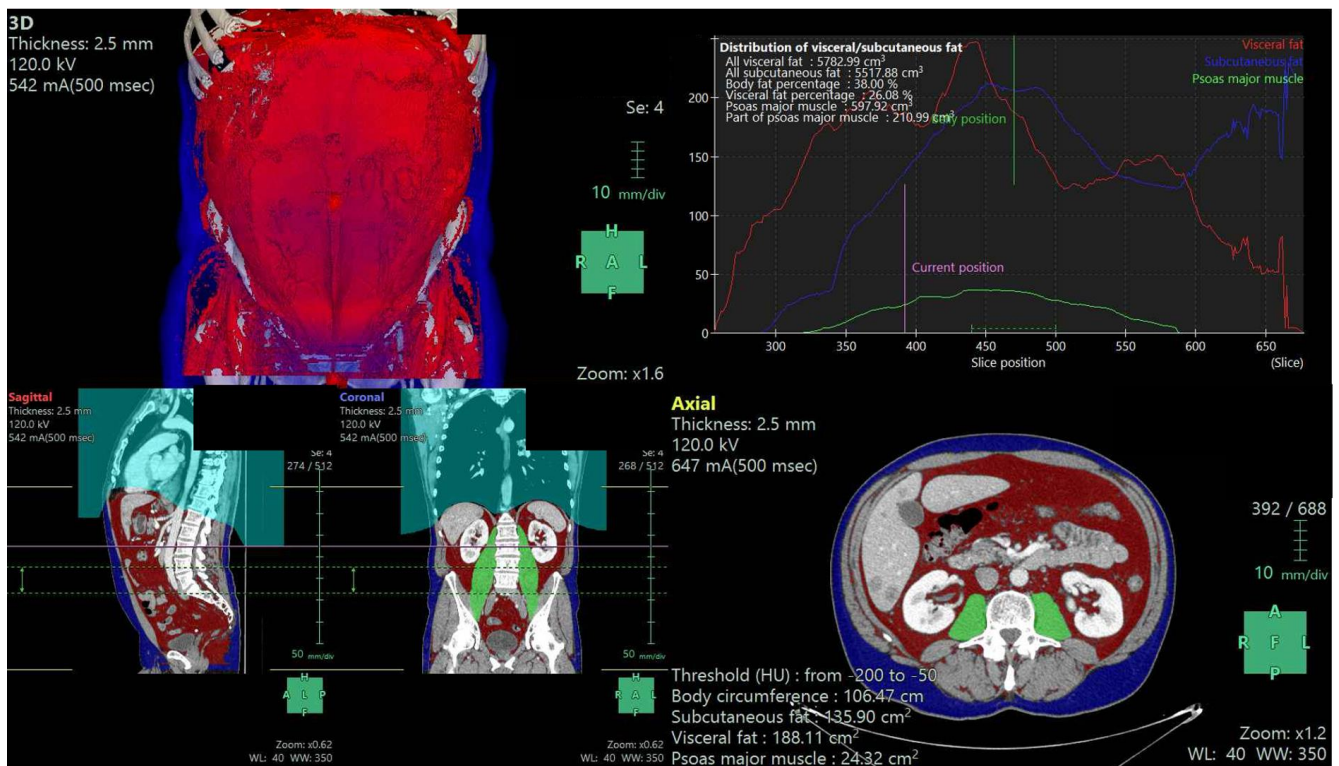 3D
Thickness: 2.5 mm
120.0 kV
542 mA(500 msec)
Se: 4
10 mm/div
H
R A L
F
Zoom: x1.6
Distribution of visceral/subcutaneous fat
All visceral fat : 5782.99 cm³
All subcutaneous fat : 5517.88 cm³
Body fat percentage : 38.00 %
Visceral fat percentage : 26.08 %
Psoas major muscle : 597.92 cm³
Part of psoas major muscle : 210.99 cm³
Visceral fat
Subcutaneous fat
Psoas major muscle
Belly position
Current position
200
150
100
50
0
300 350 400 450 500 550 600 650
Slice position
(Slice)
Sagittal
Thickness: 2.5 mm
120.0 kV
542 mA(500 msec)
Se: 4
274 / 512
50 mm/div
H
A L P
F
Zoom: x0.62
WL: 40 WW: 350
Coronal
Thickness: 2.5 mm
120.0 kV
542 mA(500 msec)
Se: 4
268 / 512
50 mm/div
H
R A L
F
Zoom: x0.62
WL: 40 WW: 350
Axial
Thickness: 2.5 mm
120.0 kV
647 mA(500 msec)
392 / 688
10 mm/div
A
R F L
P
Threshold (HU) : from -200 to -50
Body circumference : 106.47 cm
Subcutaneous fat : 135.90 cm²
Visceral fat : 188.11 cm²
Psoas major muscle : 24.32 cm²
Zoom: x1.2
WL: 40 WW: 350